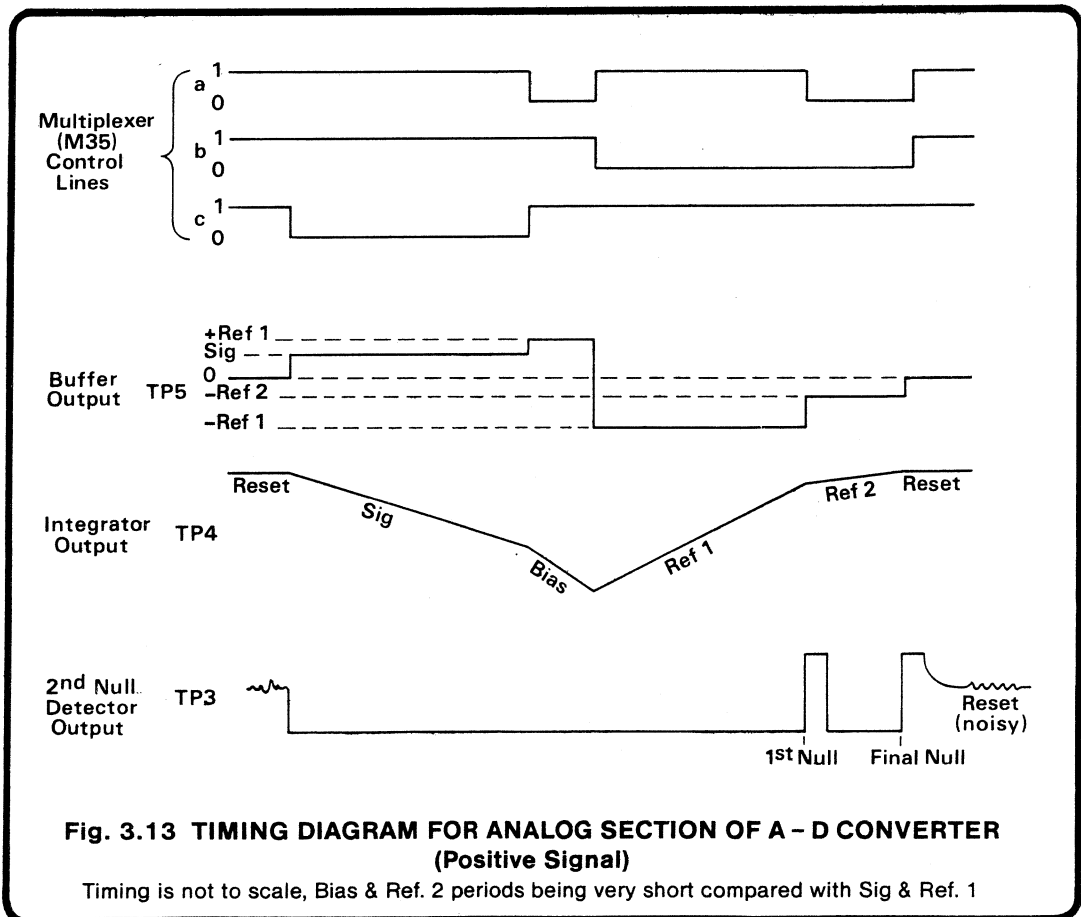 Multiplexer
(M35)
Control
Lines
a 1
0
b 1
0
c 1
0
Buffer
Output
TP5
+Ref 1
Sig
0
−Ref 2
−Ref 1
Integrator
Output
TP4
Reset
Sig
Bias
Ref 1
Ref 2
Reset
2nd Null
Detector
Output
TP3
1st Null
Final Null
Reset
(noisy)
Fig. 3.13 TIMING DIAGRAM FOR ANALOG SECTION OF A – D CONVERTER
(Positive Signal)
Timing is not to scale, Bias & Ref. 2 periods being very short compared with Sig & Ref. 1